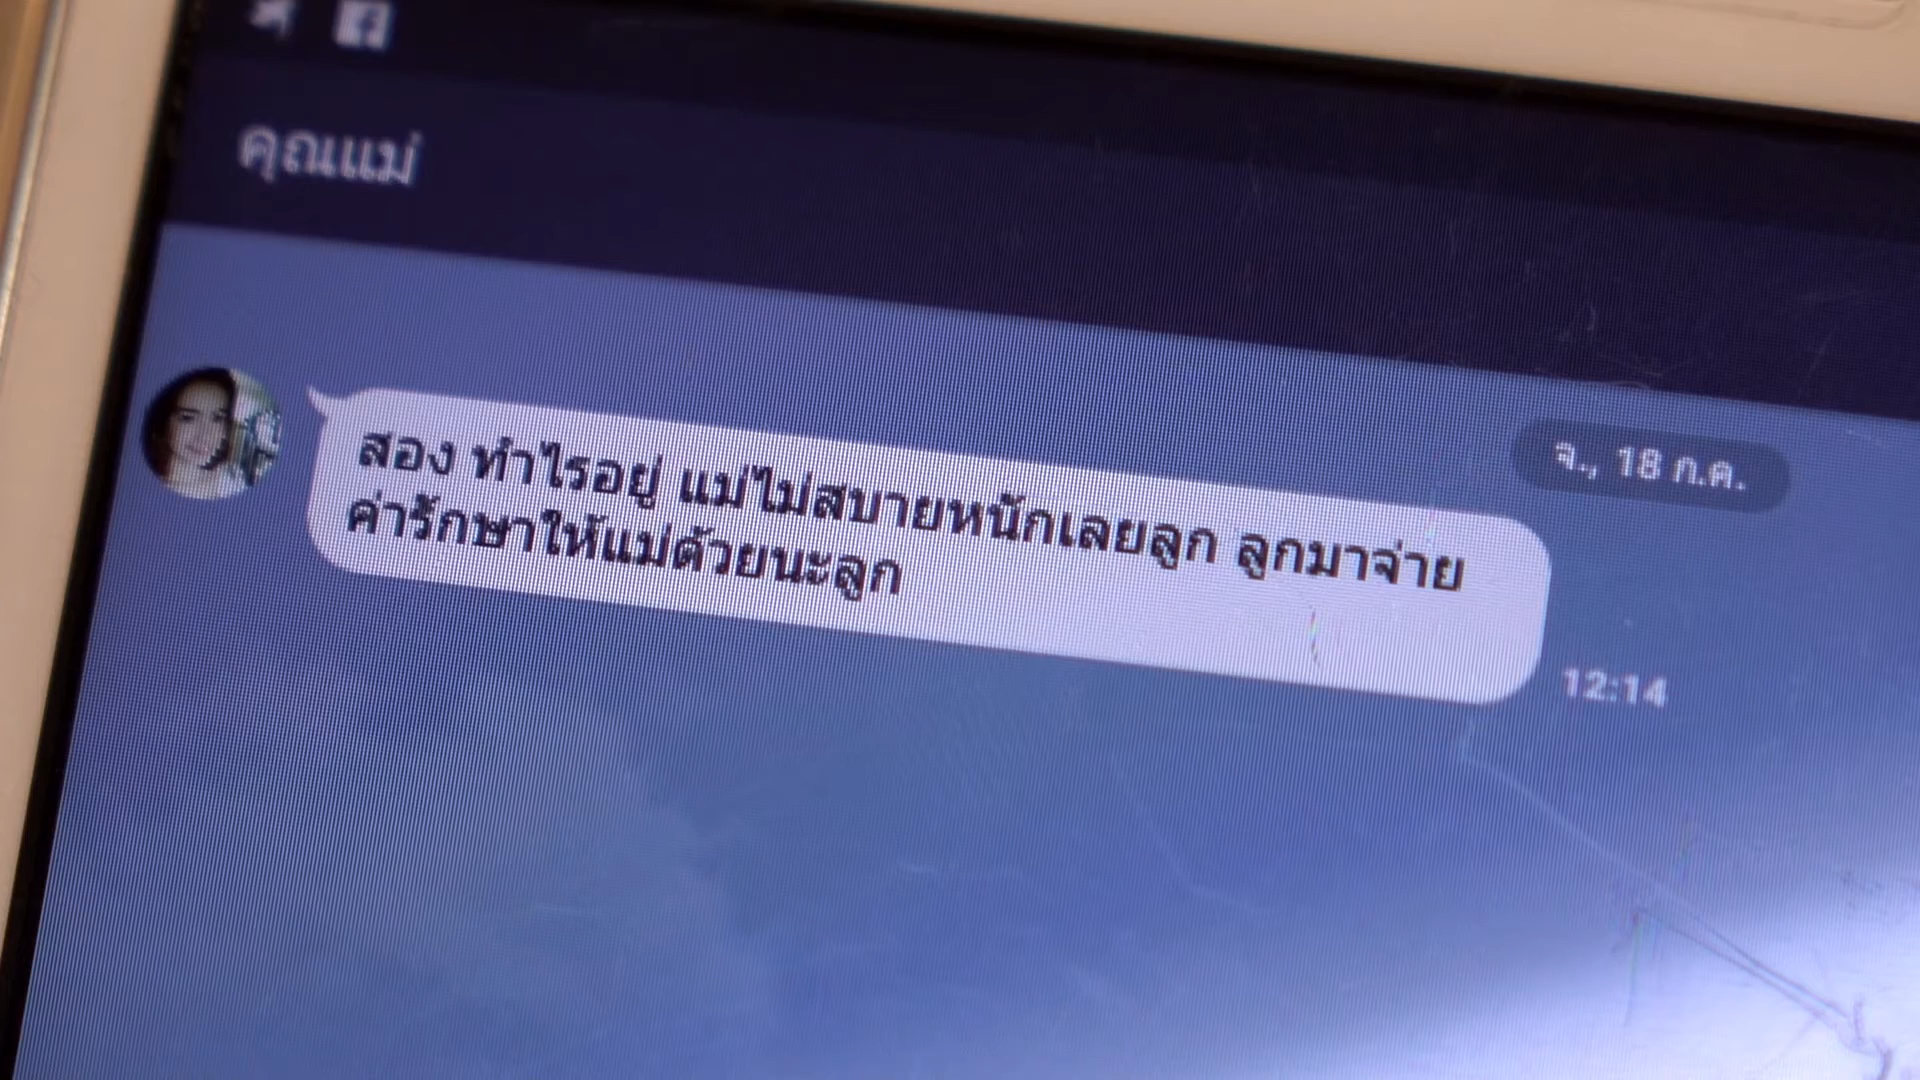 คุณแม่
จ., 18 ก.ค.
สอง ทำไรอยู่ แม่ไม่สบายหนักเลยลูก ลูกมาจ่าย
ค่ารักษาให้แม่ด้วยนะลูก
12:14